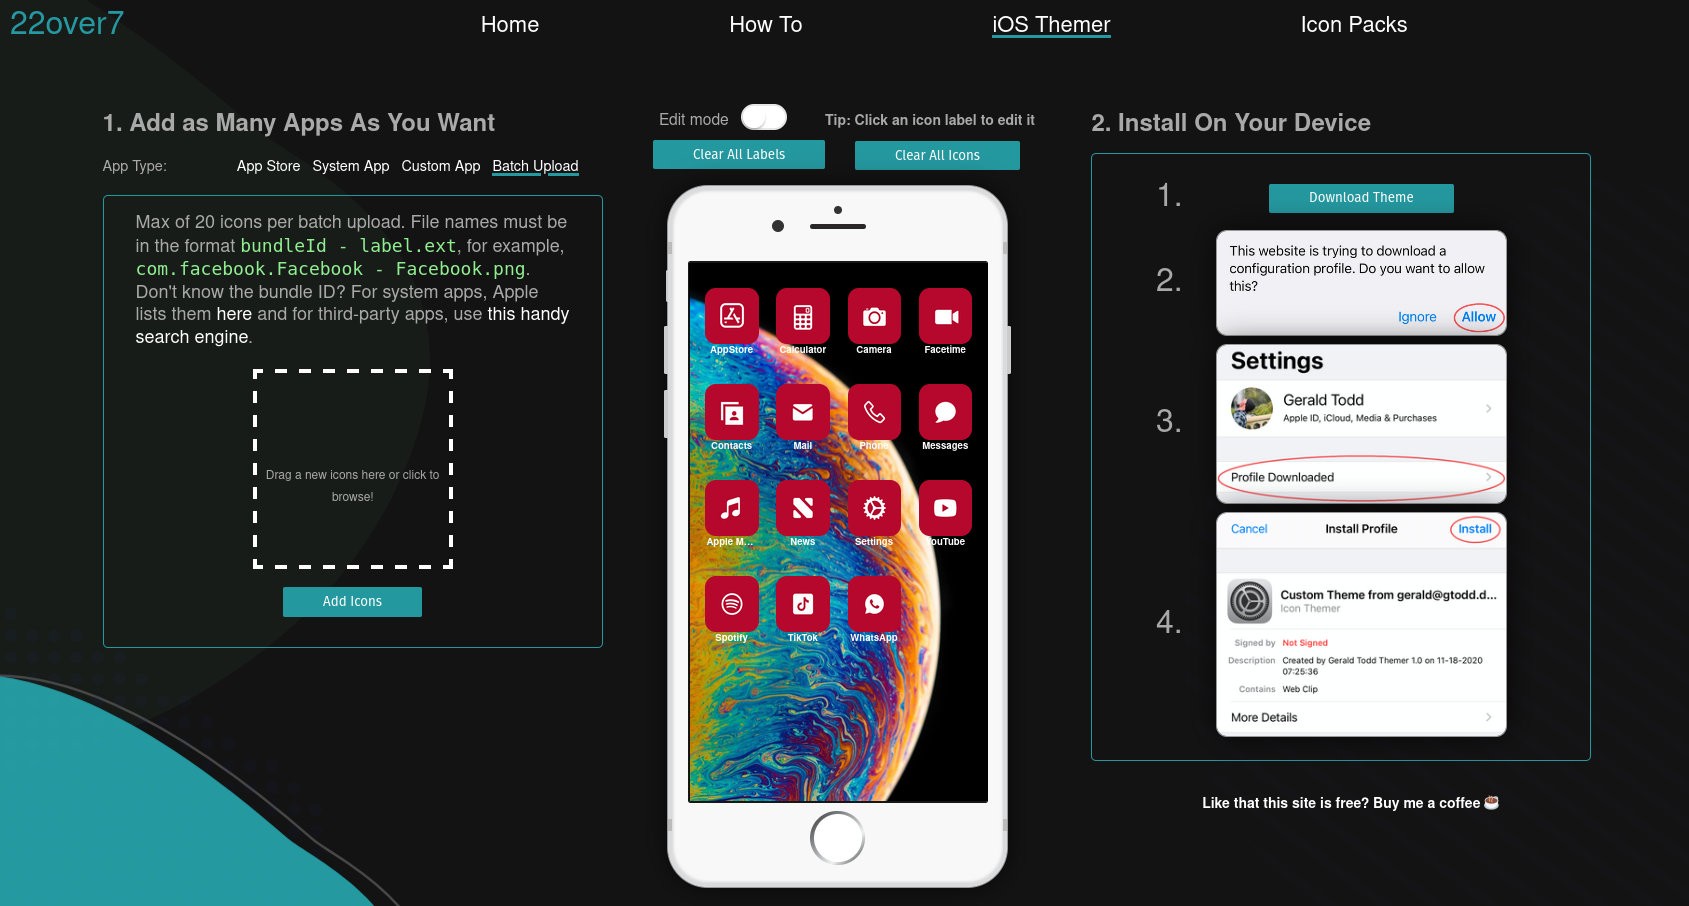 22over7
Home
How To
iOS Themer
Icon Packs
1. Add as Many Apps As You Want
App Type:
App Store
System App
Custom App
Batch Upload
Max of 20 icons per batch upload. File names must be
in the format bundleId - label.ext, for example,
com.facebook.Facebook - Facebook.png.
Don't know the bundle ID? For system apps, Apple
lists them here and for third-party apps, use this handy
search engine.
Drag a new icons here or click to
browse!
Add Icons
Edit mode
Tip: Click an icon label to edit it
Clear All Labels
Clear All Icons
AppStore
Calculator
Camera
Facetime
Contacts
Mail
Phone
Messages
Apple M...
News
Settings
YouTube
Spotify
TikTok
WhatsApp
2. Install On Your Device
1.
Download Theme
2.
This website is trying to download a
configuration profile. Do you want to allow
this?
Ignore
Allow
3.
Settings
Gerald Todd
Apple ID, iCloud, Media & Purchases
Profile Downloaded
4.
Cancel
Install Profile
Install
Custom Theme from gerald@gtodd.d...
Icon Themer
Signed by Not Signed
Description Created by Gerald Todd Themer 1.0 on 11-18-2020
07:25:36
Contains Web Clip
More Details
Like that this site is free? Buy me a coffee